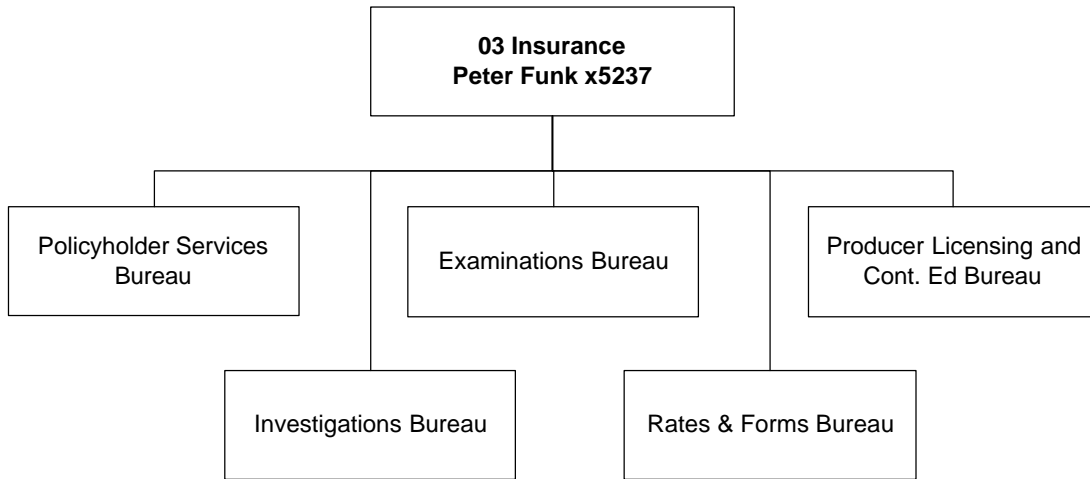 03 Insurance
Peter Funk x5237
Policyholder Services
Bureau
Examinations Bureau
Producer Licensing and
Cont. Ed Bureau
Investigations Bureau
Rates & Forms Bureau